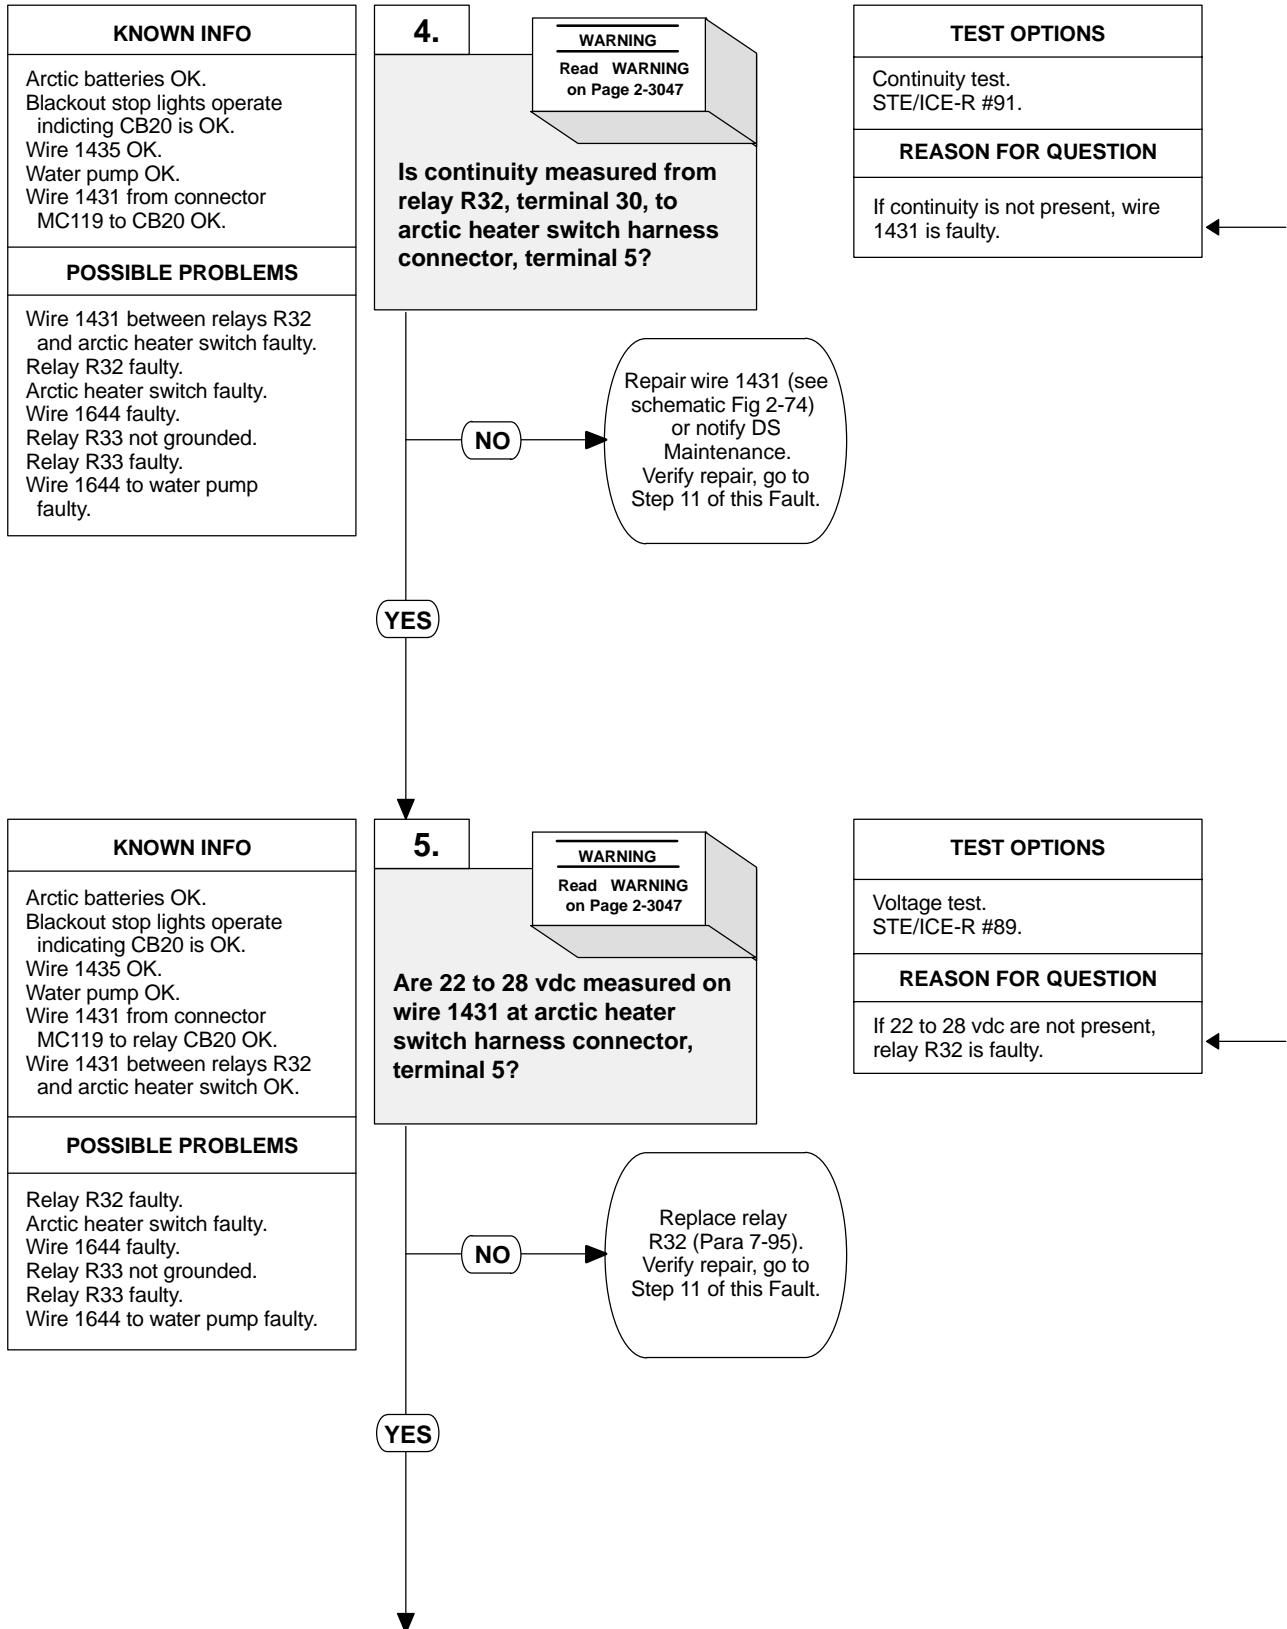 KNOWN INFO
Arctic batteries OK.
Blackout stop lights operate
indicting CB20 is OK.
Wire 1435 OK.
Water pump OK.
Wire 1431 from connector
MC119 to CB20 OK.
POSSIBLE PROBLEMS
Wire 1431 between relays R32
and arctic heater switch faulty.
Relay R32 faulty.
Arctic heater switch faulty.
Wire 1644 faulty.
Relay R33 not grounded.
Relay R33 faulty.
Wire 1644 to water pump
faulty.
4.
WARNING
Read WARNING
on Page 2-3047
Is continuity measured from
relay R32, terminal 30, to
arctic heater switch harness
connector, terminal 5?
TEST OPTIONS
Continuity test.
STE/ICE-R #91.
REASON FOR QUESTION
If continuity is not present, wire
1431 is faulty.
NO
Repair wire 1431 (see
schematic Fig 2-74)
or notify DS
Maintenance.
Verify repair, go to
Step 11 of this Fault.
YES
KNOWN INFO
Arctic batteries OK.
Blackout stop lights operate
indicating CB20 is OK.
Wire 1435 OK.
Water pump OK.
Wire 1431 from connector
MC119 to relay CB20 OK.
Wire 1431 between relays R32
and arctic heater switch OK.
POSSIBLE PROBLEMS
Relay R32 faulty.
Arctic heater switch faulty.
Wire 1644 faulty.
Relay R33 not grounded.
Relay R33 faulty.
Wire 1644 to water pump faulty.
5.
WARNING
Read WARNING
on Page 2-3047
Are 22 to 28 vdc measured on
wire 1431 at arctic heater
switch harness connector,
terminal 5?
TEST OPTIONS
Voltage test.
STE/ICE-R #89.
REASON FOR QUESTION
If 22 to 28 vdc are not present,
relay R32 is faulty.
NO
Replace relay
R32 (Para 7-95).
Verify repair, go to
Step 11 of this Fault.
YES